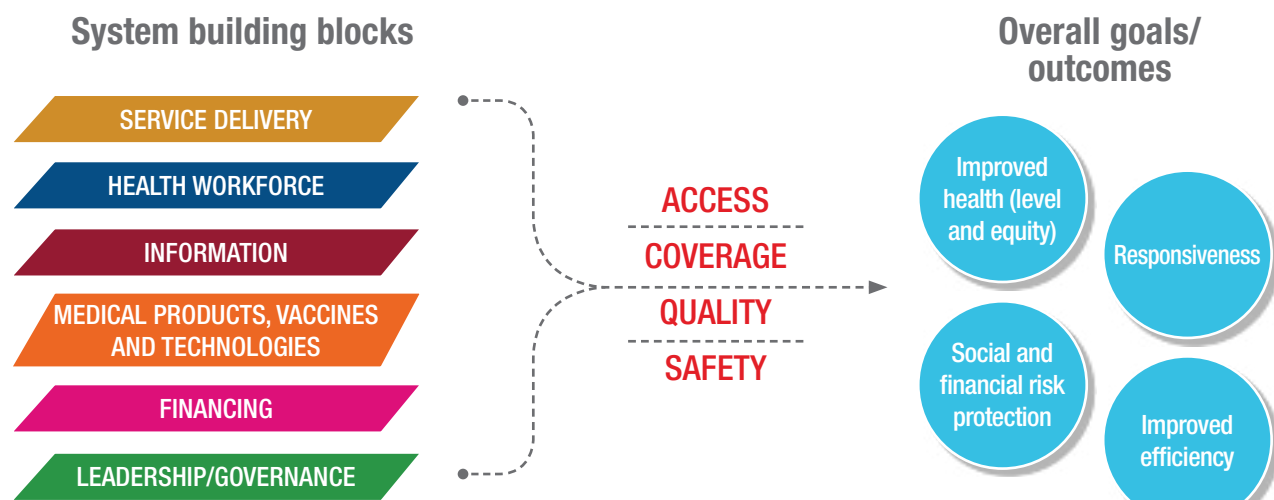 System building blocks
SERVICE DELIVERY
HEALTH WORKFORCE
INFORMATION
MEDICAL PRODUCTS, VACCINES
AND TECHNOLOGIES
FINANCING
LEADERSHIP/GOVERNANCE
ACCESS
COVERAGE
QUALITY
SAFETY
Overall goals/
outcomes
Improved
health (level
and equity)
Responsiveness
Social and
financial risk
protection
Improved
efficiency